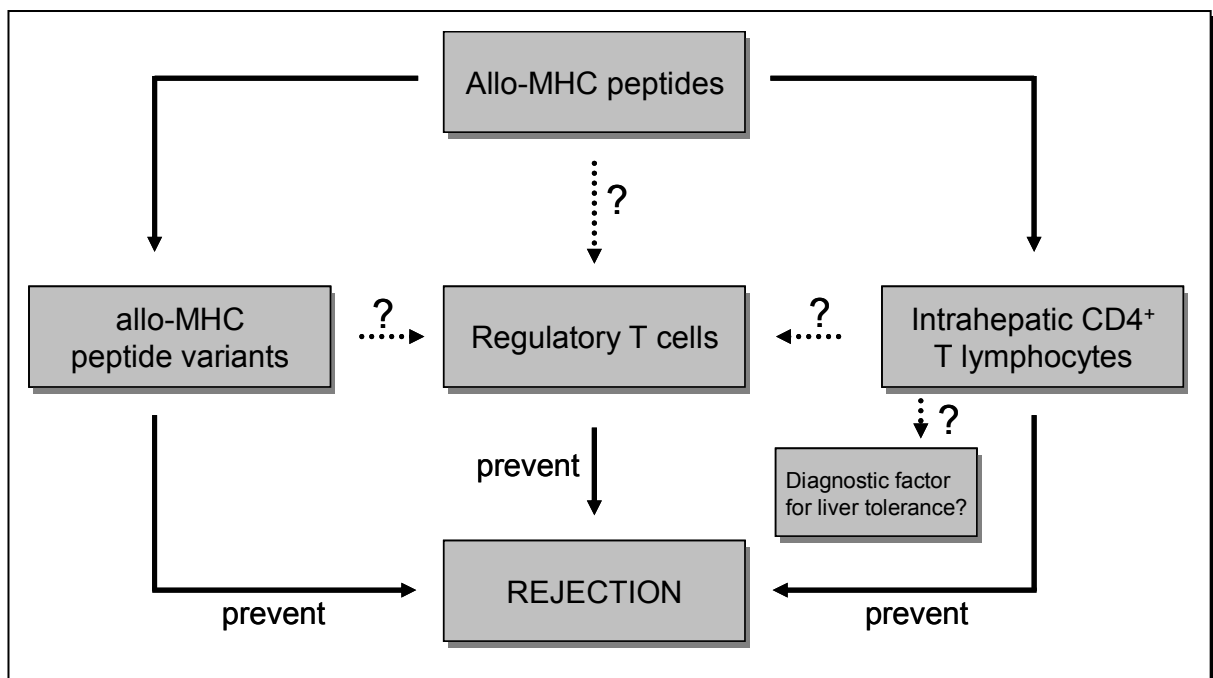 Allo-MHC peptides
?
allo-MHC
peptide variants
?
Regulatory T cells
?
Intrahepatic CD4⁺
T lymphocytes
?
prevent
Diagnostic factor
for liver tolerance?
REJECTION
prevent
prevent